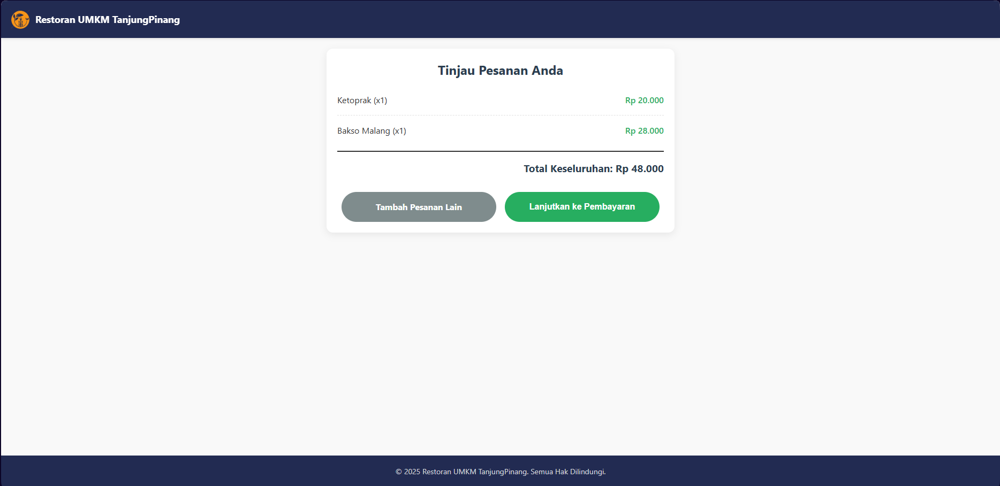 Restoran UMKM TanjungPinang
Tinjau Pesanan Anda
Ketoprak (x1) Rp 20.000
Bakso Malang (x1) Rp 28.000
Total Keseluruhan: Rp 48.000
Tambah Pesanan Lain Lanjutkan ke Pembayaran
© 2025 Restoran UMKM TanjungPinang. Semua Hak Dilindungi.